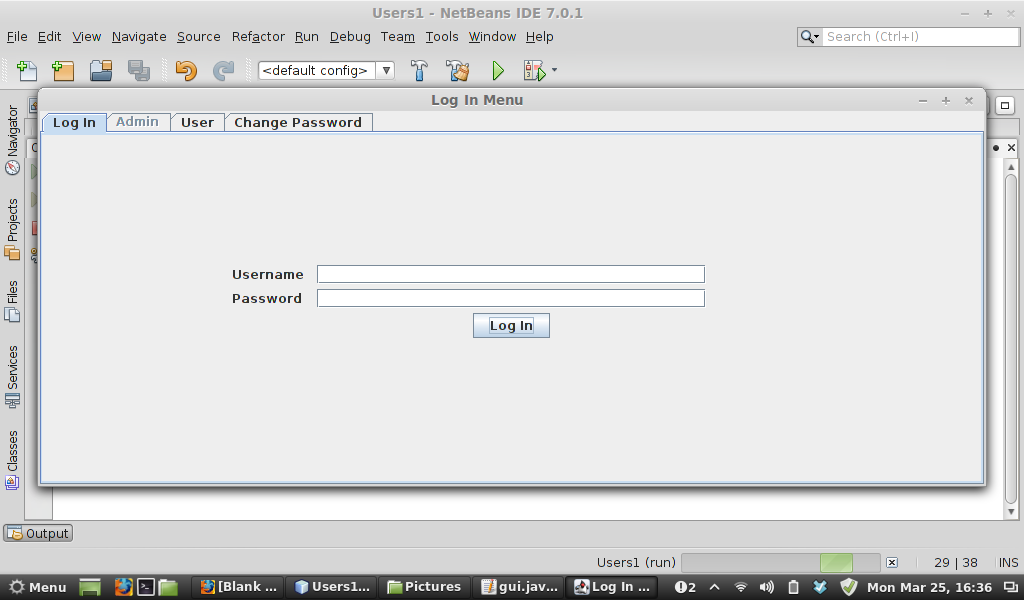 Users1 - NetBeans IDE 7.0.1
File Edit View Navigate Source Refactor Run Debug Team Tools Window Help
Search (Ctrl+I)
<default config>
Log In Menu
Log In Admin User Change Password
Navigator
Projects
Files
Services
Classes
Username
Password
Log In
Output
Users1 (run)
29 | 38 INS
Menu [Blank ... Users1... Pictures gui.jav... Log In ... 2 Mon Mar 25, 16:36